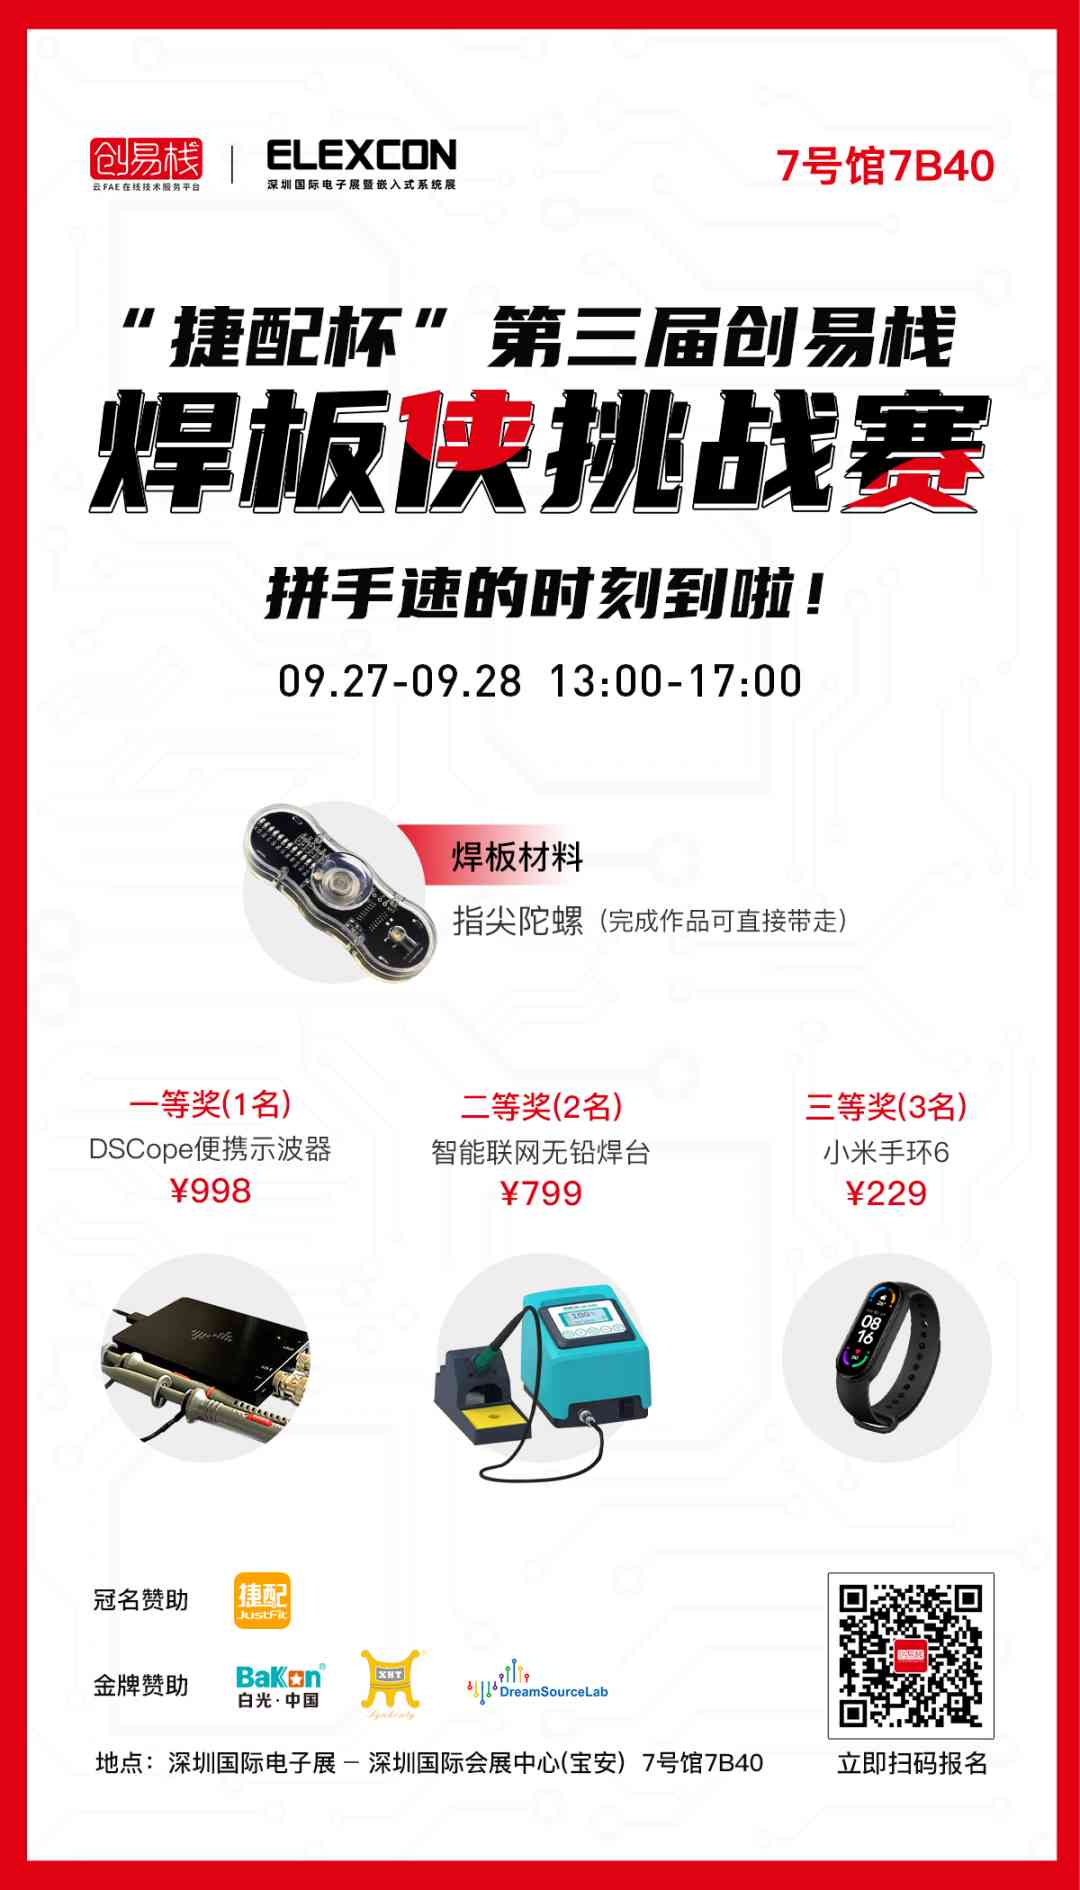 创易栈
云FAE在线技术服务平台
ELEXCON
深圳国际电子展暨嵌入式系统展
7号馆7B40
“捷配杯”第三届创易栈
焊板侠挑战赛
拼手速的时刻到啦！
09.27-09.28 13:00-17:00
焊板材料
指尖陀螺（完成作品可直接带走）
一等奖(1名)
DSCope便携示波器
¥998
二等奖(2名)
智能联网无铅焊台
¥799
三等奖(3名)
小米手环6
¥229
08
16
冠名赞助
捷配
JustFit
金牌赞助
BaKon®
白光·中国
XHT
DreamSourceLab
地点：深圳国际电子展 – 深圳国际会展中心(宝安) 7号馆7B40
立即扫码报名